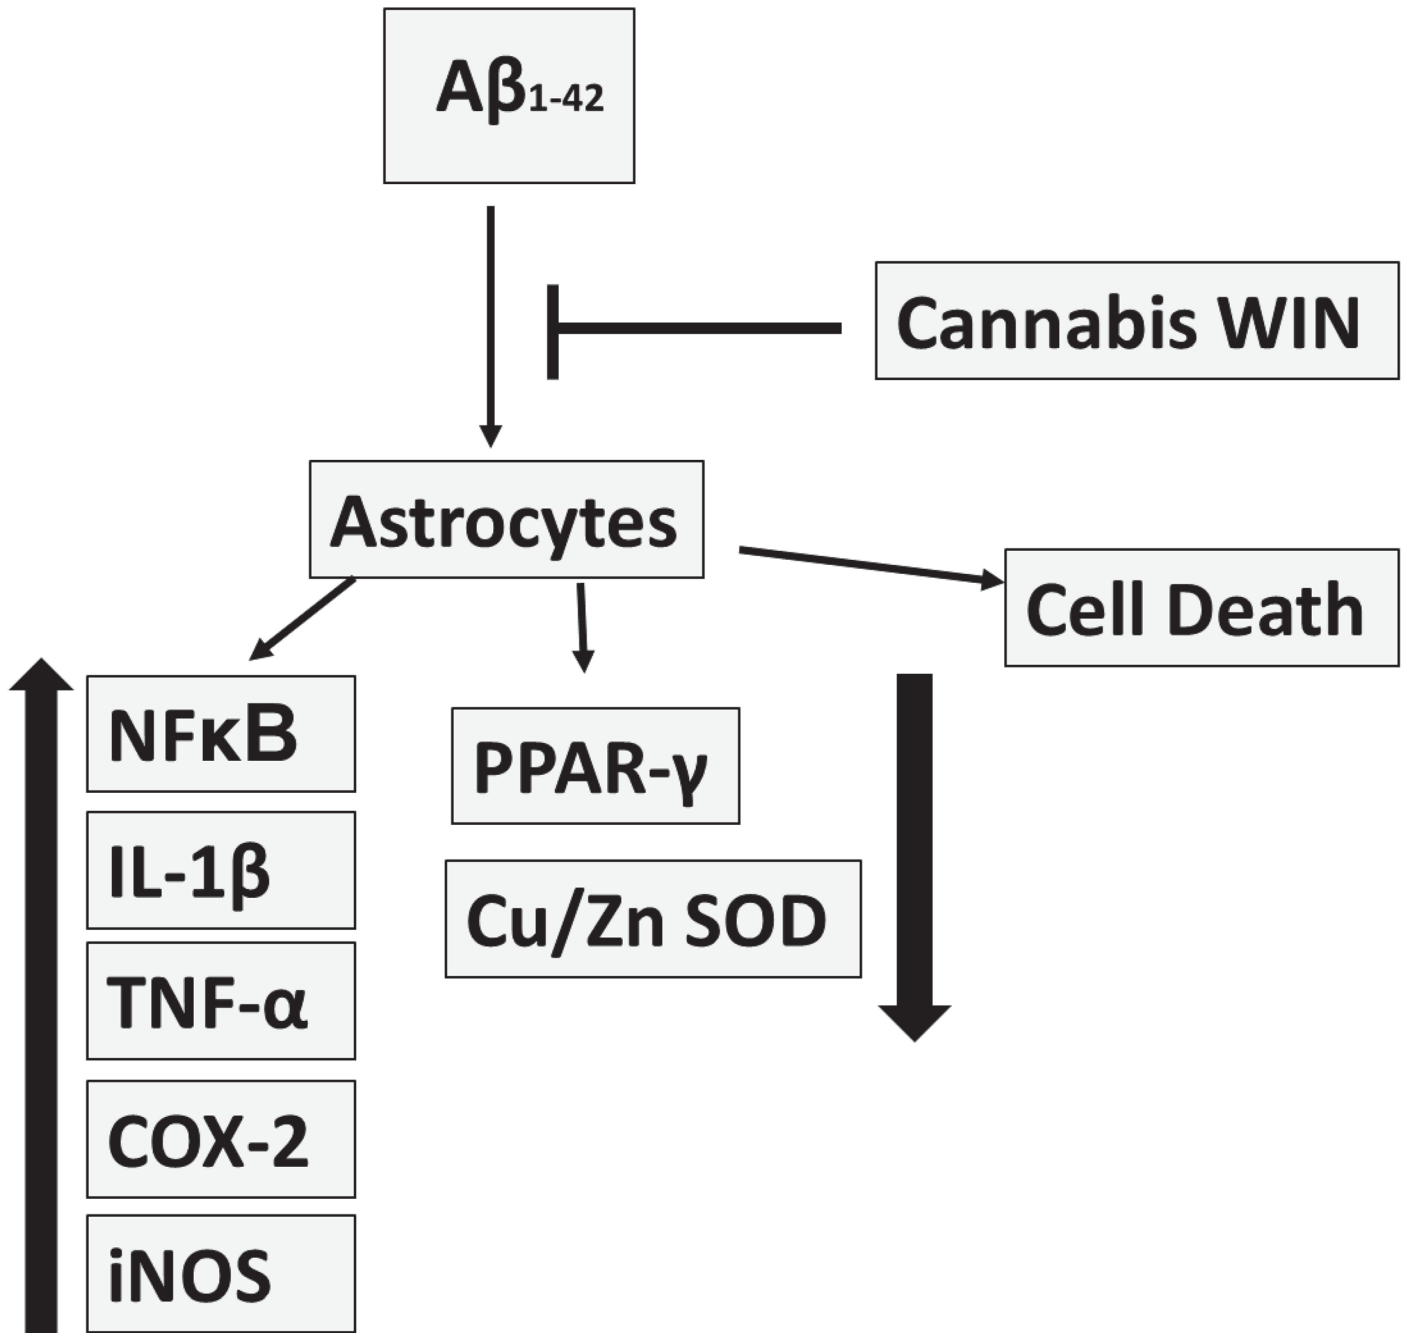 Aβ1-42
Cannabis WIN
Astrocytes
Cell Death
NFκB
IL-1β
TNF-α
COX-2
iNOS
PPAR-γ
Cu/Zn SOD